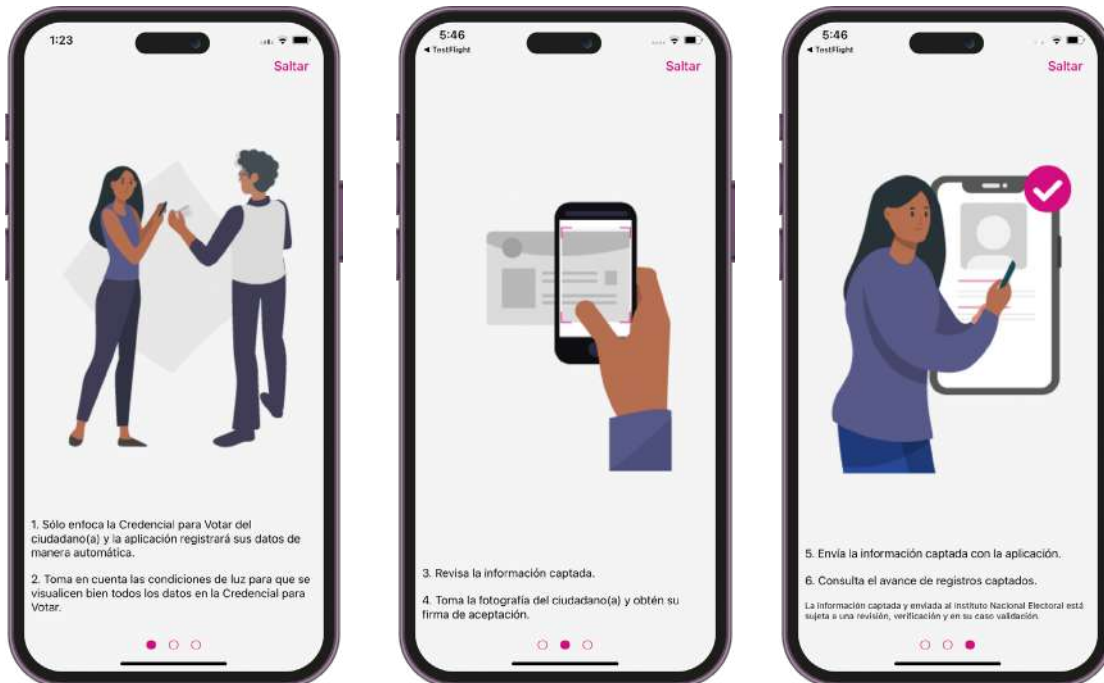 1:23
Saltar
1. Sólo enfoca la Credencial para Votar del
ciudadano(a) y la aplicación registrará sus datos de
manera automática.
2. Toma en cuenta las condiciones de luz para que se
visualicen bien todos los datos en la Credencial para
Votar.
5:46
◀ TestFlight
Saltar
3. Revisa la información captada.
4. Toma la fotografía del ciudadano(a) y obtén su
firma de aceptación.
5:46
◀ TestFlight
Saltar
5. Envía la información captada con la aplicación.
6. Consulta el avance de registros captados.
La información captada y enviada al Instituto Nacional Electoral está
sujeta a una revisión, verificación y en su caso validación.